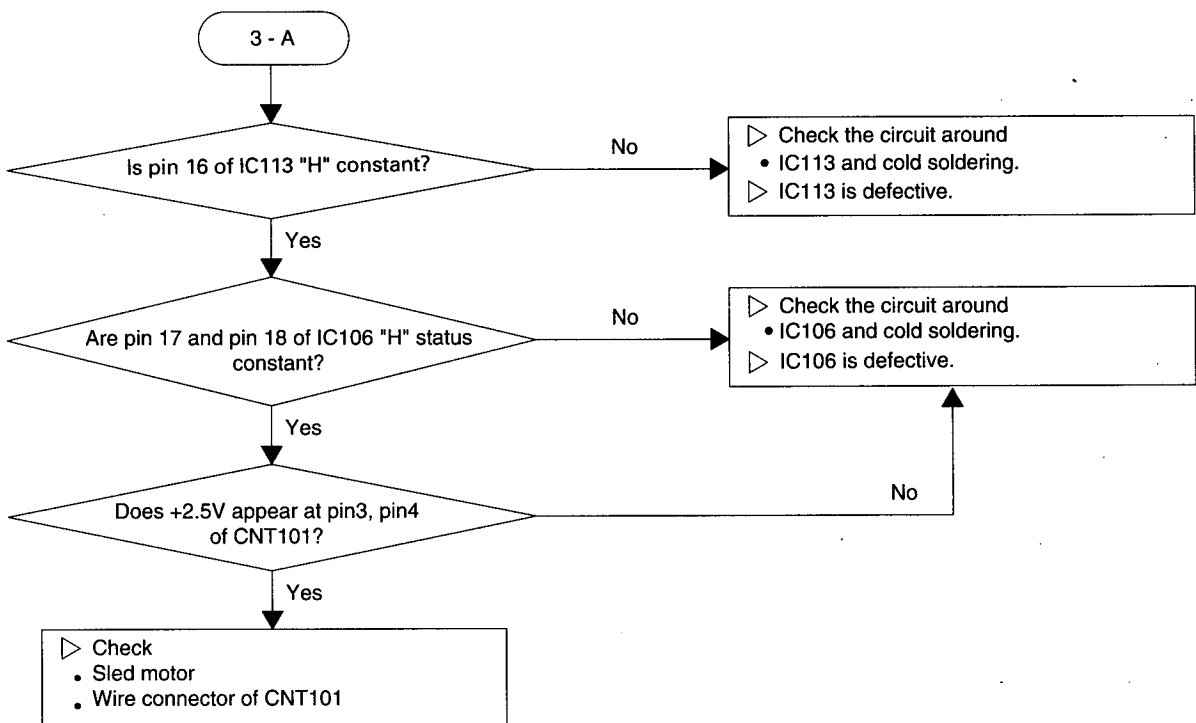 3 - A
Is pin 16 of IC113 "H" constant?
No
▷ Check the circuit around
• IC113 and cold soldering.
▷ IC113 is defective.
Yes
Are pin 17 and pin 18 of IC106 "H" status
constant?
No
▷ Check the circuit around
• IC106 and cold soldering.
▷ IC106 is defective.
Yes
Does +2.5V appear at pin3, pin4
of CNT101?
No
Yes
▷ Check
• Sled motor
• Wire connector of CNT101